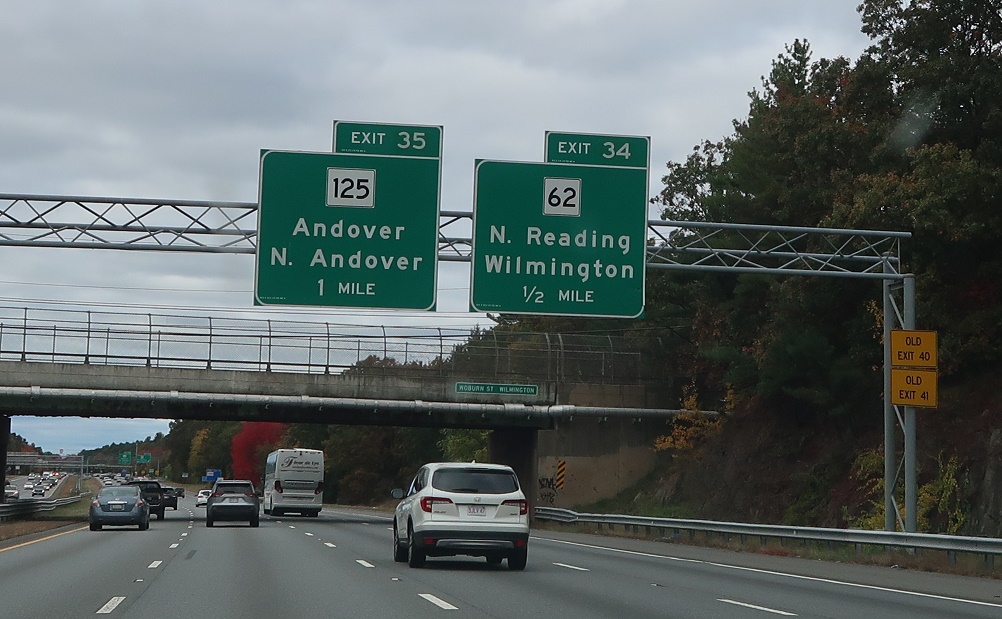 EXIT 35
125
Andover
N. Andover
1 MILE
EXIT 34
62
N. Reading
Wilmington
1/2 MILE
OLD
EXIT 40
OLD
EXIT 41
WOBURN ST WILMINGTON